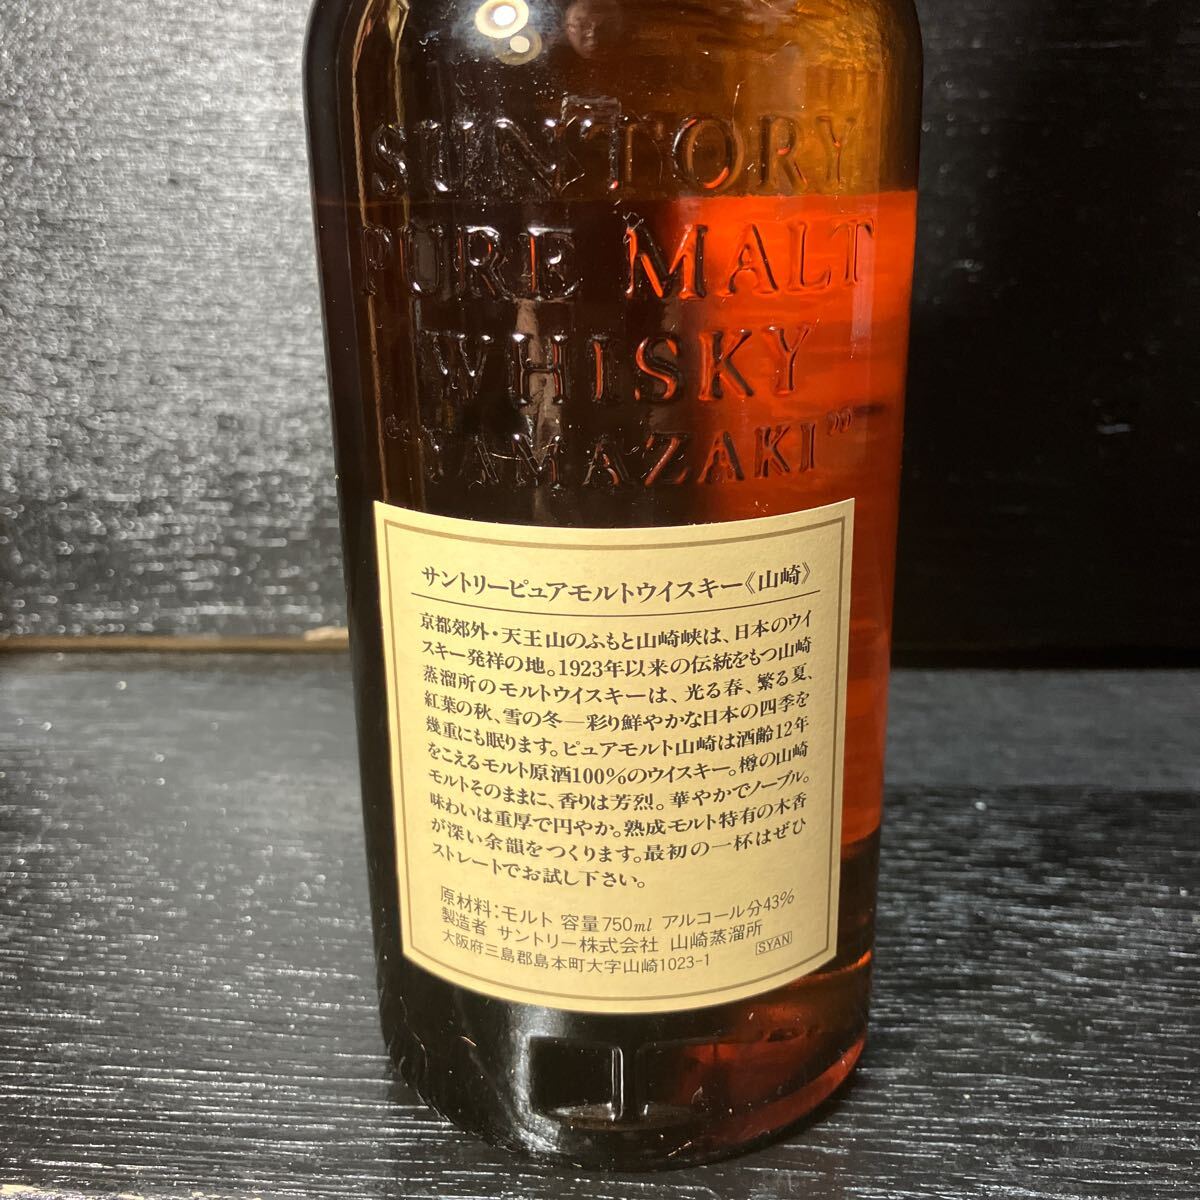 SUNTORY
PURE MALT
WHISKY
"YAMAZAKI"
サントリーピュアモルトウイスキー《山崎》
京都郊外・天王山のふもと山崎峡は、日本のウイ
スキー発祥の地。1923年以来の伝統をもつ山崎
蒸溜所のモルトウイスキーは、光る春、繁る夏、
紅葉の秋、雪の冬—彩り鮮やかな日本の四季を
幾重にも眠ります。ピュアモルト山崎は酒齢12年
をこえるモルト原酒100%のウイスキー。樽の山崎
モルトそのままに、香りは芳烈。華やかでノーブル。
味わいは重厚で円やか。熟成モルト特有の木香
が深い余韻をつくります。最初の一杯はぜひ
ストレートでお試し下さい。
原材料:モルト 容量750ml アルコール分43%
製造者 サントリー株式会社 山崎蒸溜所
大阪府三島郡島本町大字山崎1023-1
SYAN